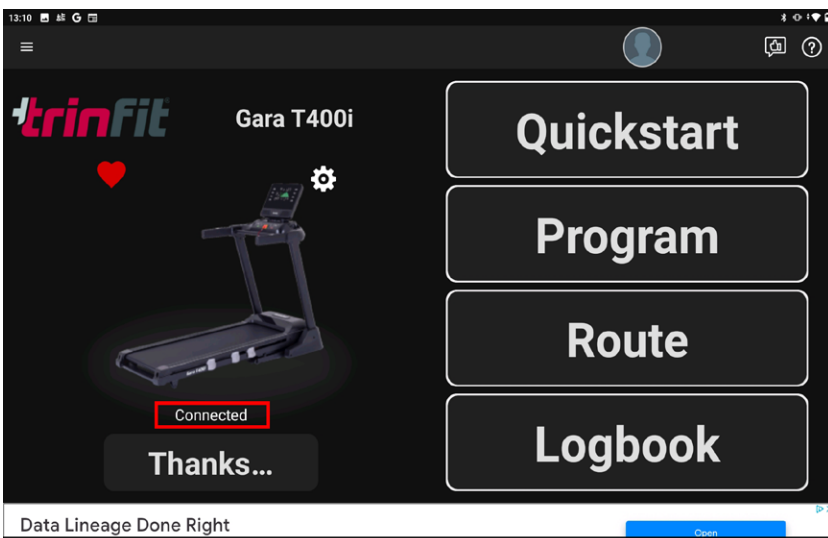 13:10
trinfit
Gara T400i
Quickstart
Program
Route
Logbook
Connected
Thanks...
Data Lineage Done Right
Open